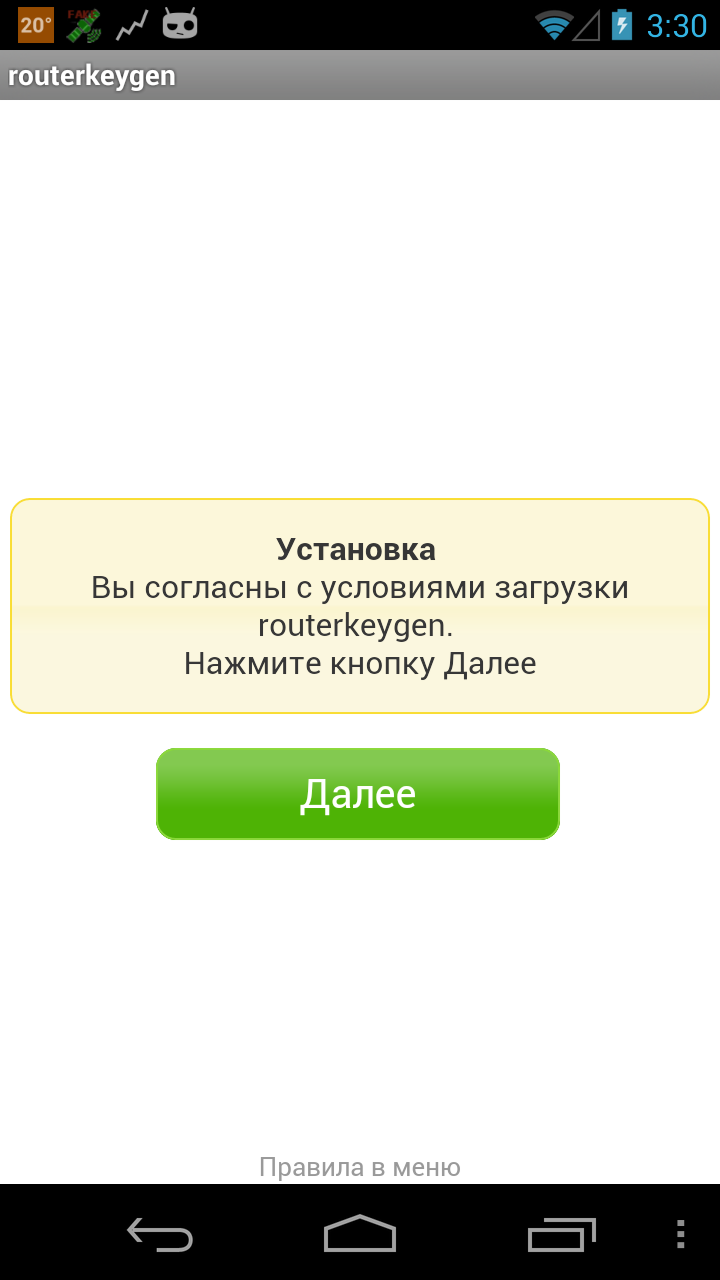 20°
FAKE
3:30
routerkeygen
Установка
Вы согласны с условиями загрузки
routerkeygen.
Нажмите кнопку Далее
Далее
Правила в меню